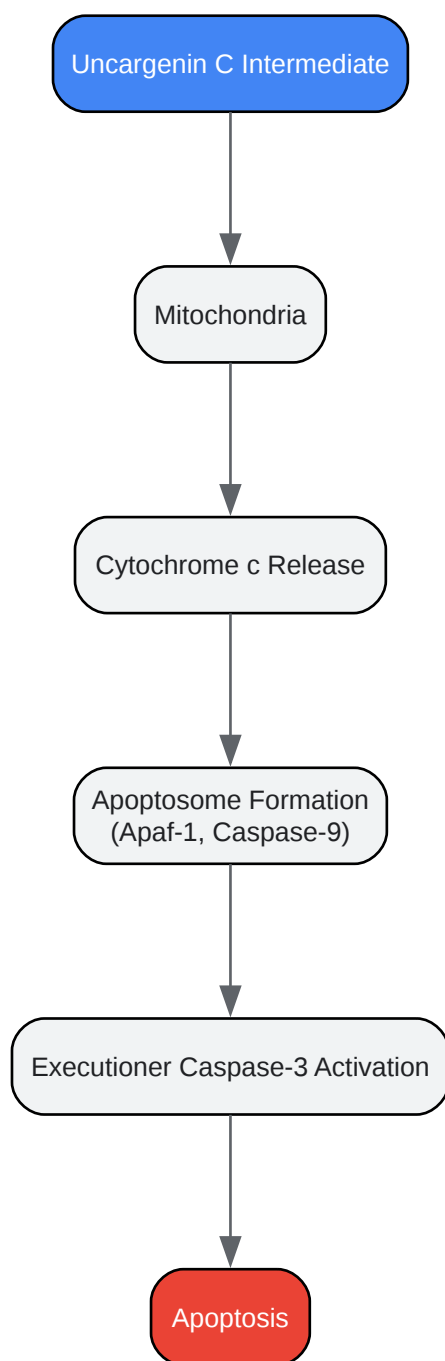 Uncargenin C Intermediate
Mitochondria
Cytochrome c Release
Apoptosome Formation
(Apaf-1, Caspase-9)
Executioner Caspase-3 Activation
Apoptosis